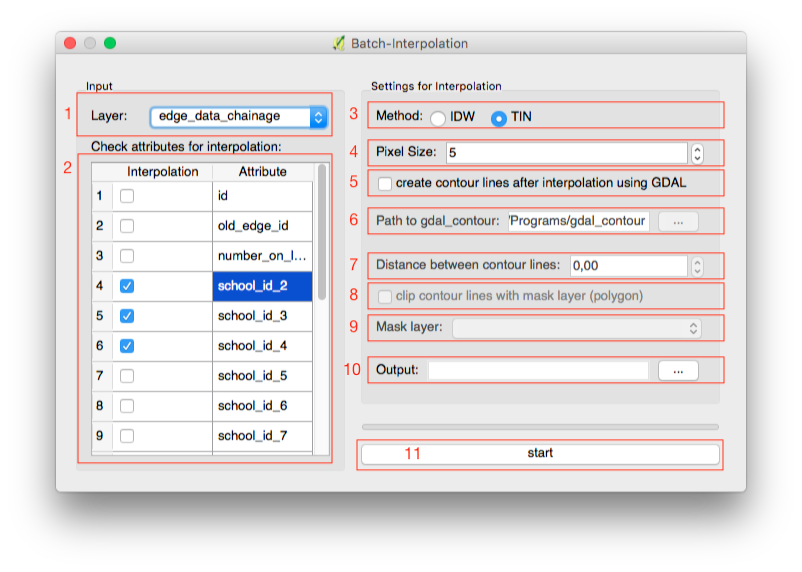 Batch-Interpolation
Input
1 Layer: edge_data_chainage
Check attributes for interpolation:
2
Interpolation Attribute
1 id
2 old_edge_id
3 number_on_l...
4 school_id_2
5 school_id_3
6 school_id_4
7 school_id_5
8 school_id_6
9 school_id_7
Settings for Interpolation
3 Method: IDW TIN
4 Pixel Size: 5
5 create contour lines after interpolation using GDAL
6 Path to gdal_contour: 'Programs/gdal_contour ...
7 Distance between contour lines: 0,00
8 clip contour lines with mask layer (polygon)
9 Mask layer:
10 Output: ...
11 start